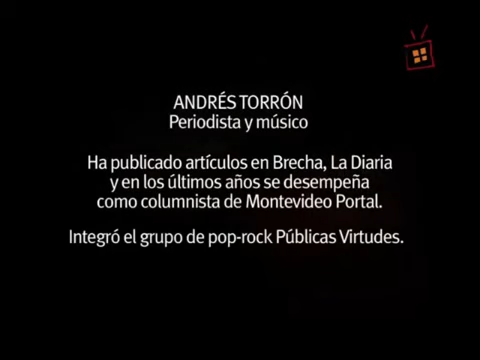 ANDRÉS TORRÓN
Periodista y músico
Ha publicado artículos en Brecha, La Diaria
y en los últimos años se desempeña
como columnista de Montevideo Portal.
Integró el grupo de pop-rock Públicas Virtudes.